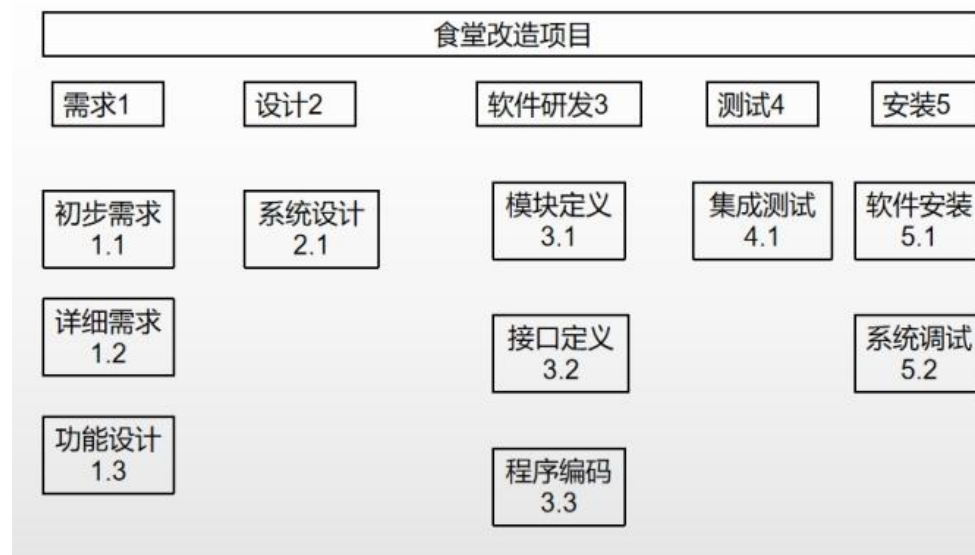 食堂改造项目
需求1
设计2
软件研发3
测试4
安装5
初步需求
1.1
系统设计
2.1
模块定义
3.1
集成测试
4.1
软件安装
5.1
详细需求
1.2
接口定义
3.2
系统调试
5.2
功能设计
1.3
程序编码
3.3